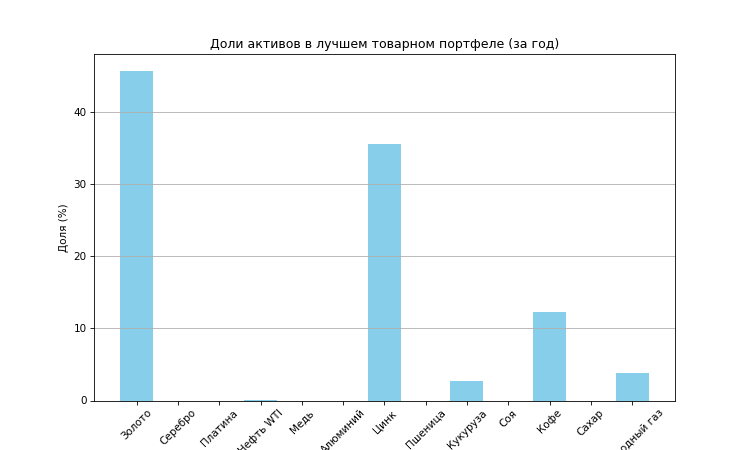 Доли активов в лучшем товарном портфеле (за год)
Доля (%)
40
30
20
10
0
Золото
Серебро
Платина
Нефть WTI
Медь
Алюминий
Цинк
Пшеница
Кукуруза
Соя
Кофе
Сахар
газ